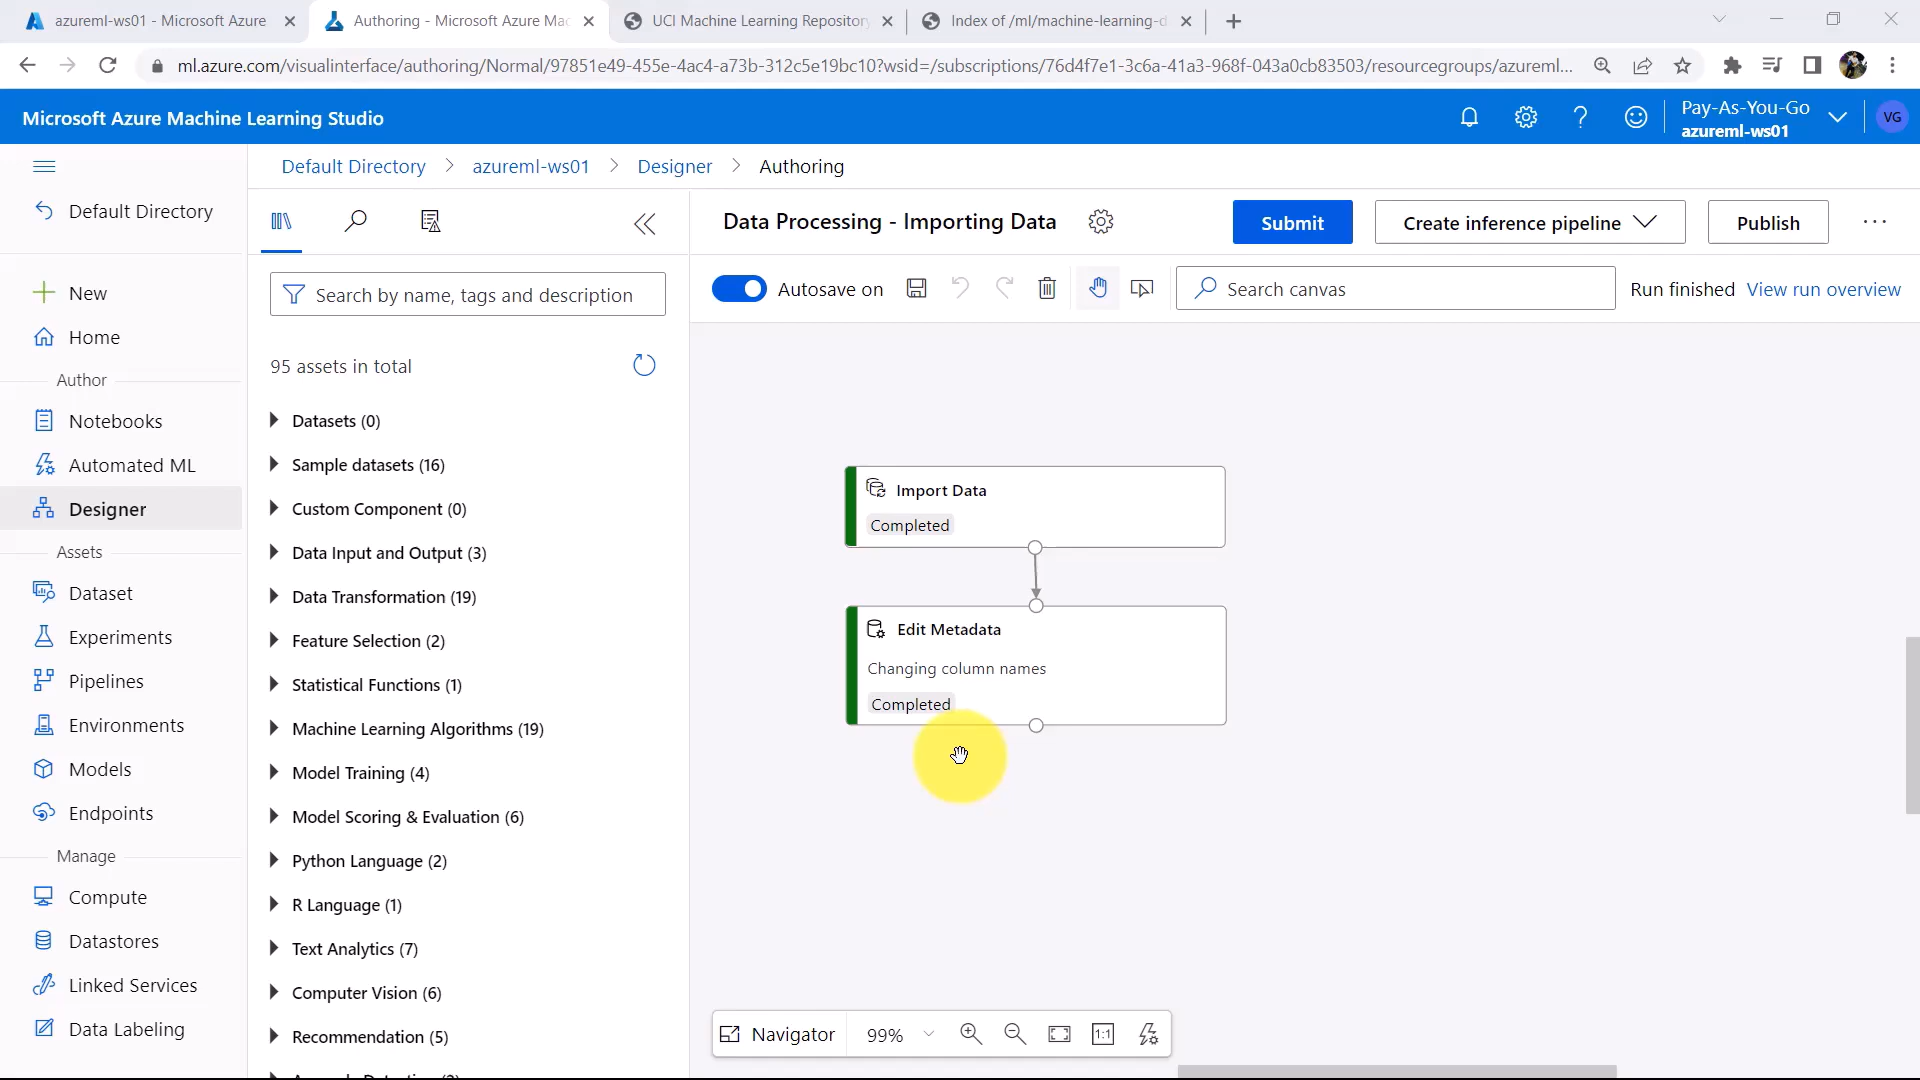 azureml-ws01 - Microsoft Azure
Authoring - Microsoft Azure Mac
UCI Machine Learning Repository
Index of /ml/machine-learning-d
ml.azure.com/visualinterface/authoring/Normal/97851e49-455e-4ac4-a73b-312c5e19bc10?wsid=/subscriptions/76d4f7e1-3c6a-41a3-968f-043a0cb83503/resourcegroups/azureml...
Microsoft Azure Machine Learning Studio
Pay-As-You-Go
azureml-ws01
VG
Default Directory
New
Home
Author
Notebooks
Automated ML
Designer
Assets
Dataset
Experiments
Pipelines
Environments
Models
Endpoints
Manage
Compute
Datastores
Linked Services
Data Labeling
Default Directory > azureml-ws01 > Designer > Authoring
Search by name, tags and description
95 assets in total
Datasets (0)
Sample datasets (16)
Custom Component (0)
Data Input and Output (3)
Data Transformation (19)
Feature Selection (2)
Statistical Functions (1)
Machine Learning Algorithms (19)
Model Training (4)
Model Scoring & Evaluation (6)
Python Language (2)
R Language (1)
Text Analytics (7)
Computer Vision (6)
Recommendation (5)
Data Processing - Importing Data
Submit
Create inference pipeline
Publish
Autosave on
Search canvas
Run finished View run overview
Import Data
Completed
Edit Metadata
Changing column names
Completed
Navigator
99%
1:1